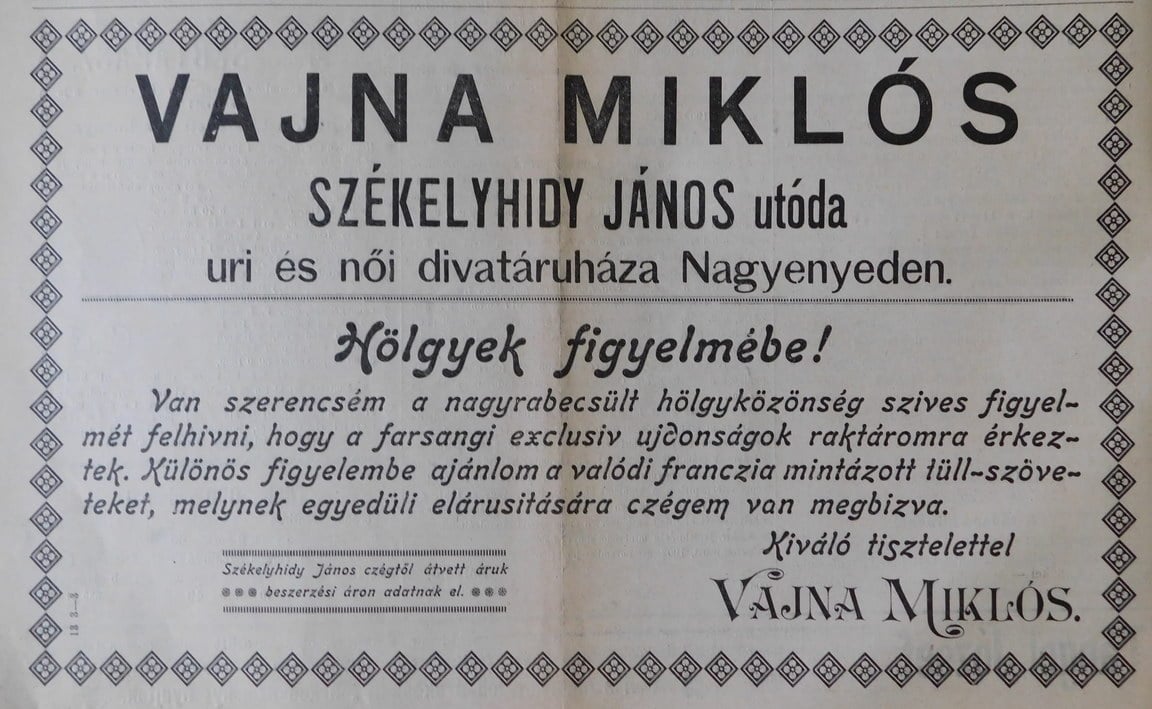 VAJNA MIKLÓS
SZÉKELYHIDY JÁNOS utóda
uri és női divatáruháza Nagyenyeden.
Hölgyek figyelmébe!
Van szerencsém a nagyrabecsült hölgyközönség szives figyel-
mét felhivni, hogy a farsangi exclusiv ujdonságok raktáromra érkez-
tek. Különös figyelembe ajánlom a valódi franczia mintázott tüll-szöve-
teket, melynek egyedüli elárusitására czégem van megbizva.
Kiváló tisztelettel
VAJNA MIKLÓS.
Székelyhidy János czégtől átvett áruk
beszerzési áron adatnak el.